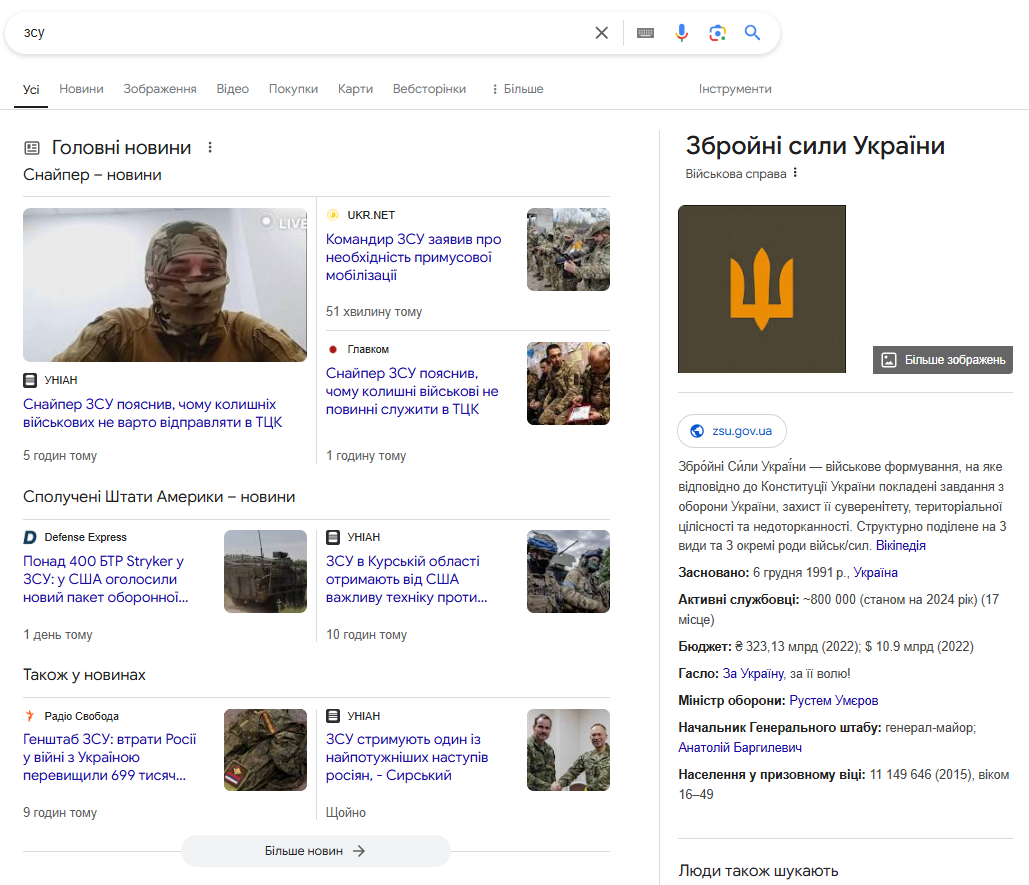 зсу
Усі Новини Зображення Відео Покупки Карти Вебсторінки Більше Інструменти
Головні новини
Снайпер – новини
LIVE
УНІАН
Снайпер ЗСУ пояснив, чому колишніх
військових не варто відправляти в ТЦК
5 годин тому
UKR.NET
Командир ЗСУ заявив про
необхідність примусової
мобілізації
51 хвилину тому
Главком
Снайпер ЗСУ пояснив,
чому колишні військові не
повинні служити в ТЦК
1 годину тому
Сполучені Штати Америки – новини
Defense Express
Понад 400 БТР Stryker у
ЗСУ: у США оголосили
новий пакет оборонної...
1 день тому
УНІАН
ЗСУ в Курській області
отримають від США
важливу техніку проти...
10 годин тому
Також у новинах
Радіо Свобода
Генштаб ЗСУ: втрати Росії
у війні з Україною
перевищили 699 тисяч...
9 годин тому
УНІАН
ЗСУ стримують один із
найпотужніших наступів
росіян, - Сирський
Щойно
Більше новин
Збройні сили України
Військова справа
Більше зображень
zsu.gov.ua
Збро́йні Си́ли Украї́ни — військове формування, на яке
відповідно до Конституції України покладені завдання з
оборони України, захист її суверенітету, територіальної
цілісності та недоторканності. Структурно поділене на 3
види та 3 окремі роди військ/сил. Вікіпедія
Засновано: 6 грудня 1991 р., Україна
Активні службовці: ~800 000 (станом на 2024 рік) (17
місце)
Бюджет: ₴ 323,13 млрд (2022); $ 10.9 млрд (2022)
Гасло: За Україну, за її волю!
Міністр оборони: Рустем Умєров
Начальник Генерального штабу: генерал-майор;
Анатолій Баргилевич
Населення у призовному віці: 11 149 646 (2015), віком
16–49
Люди також шукають